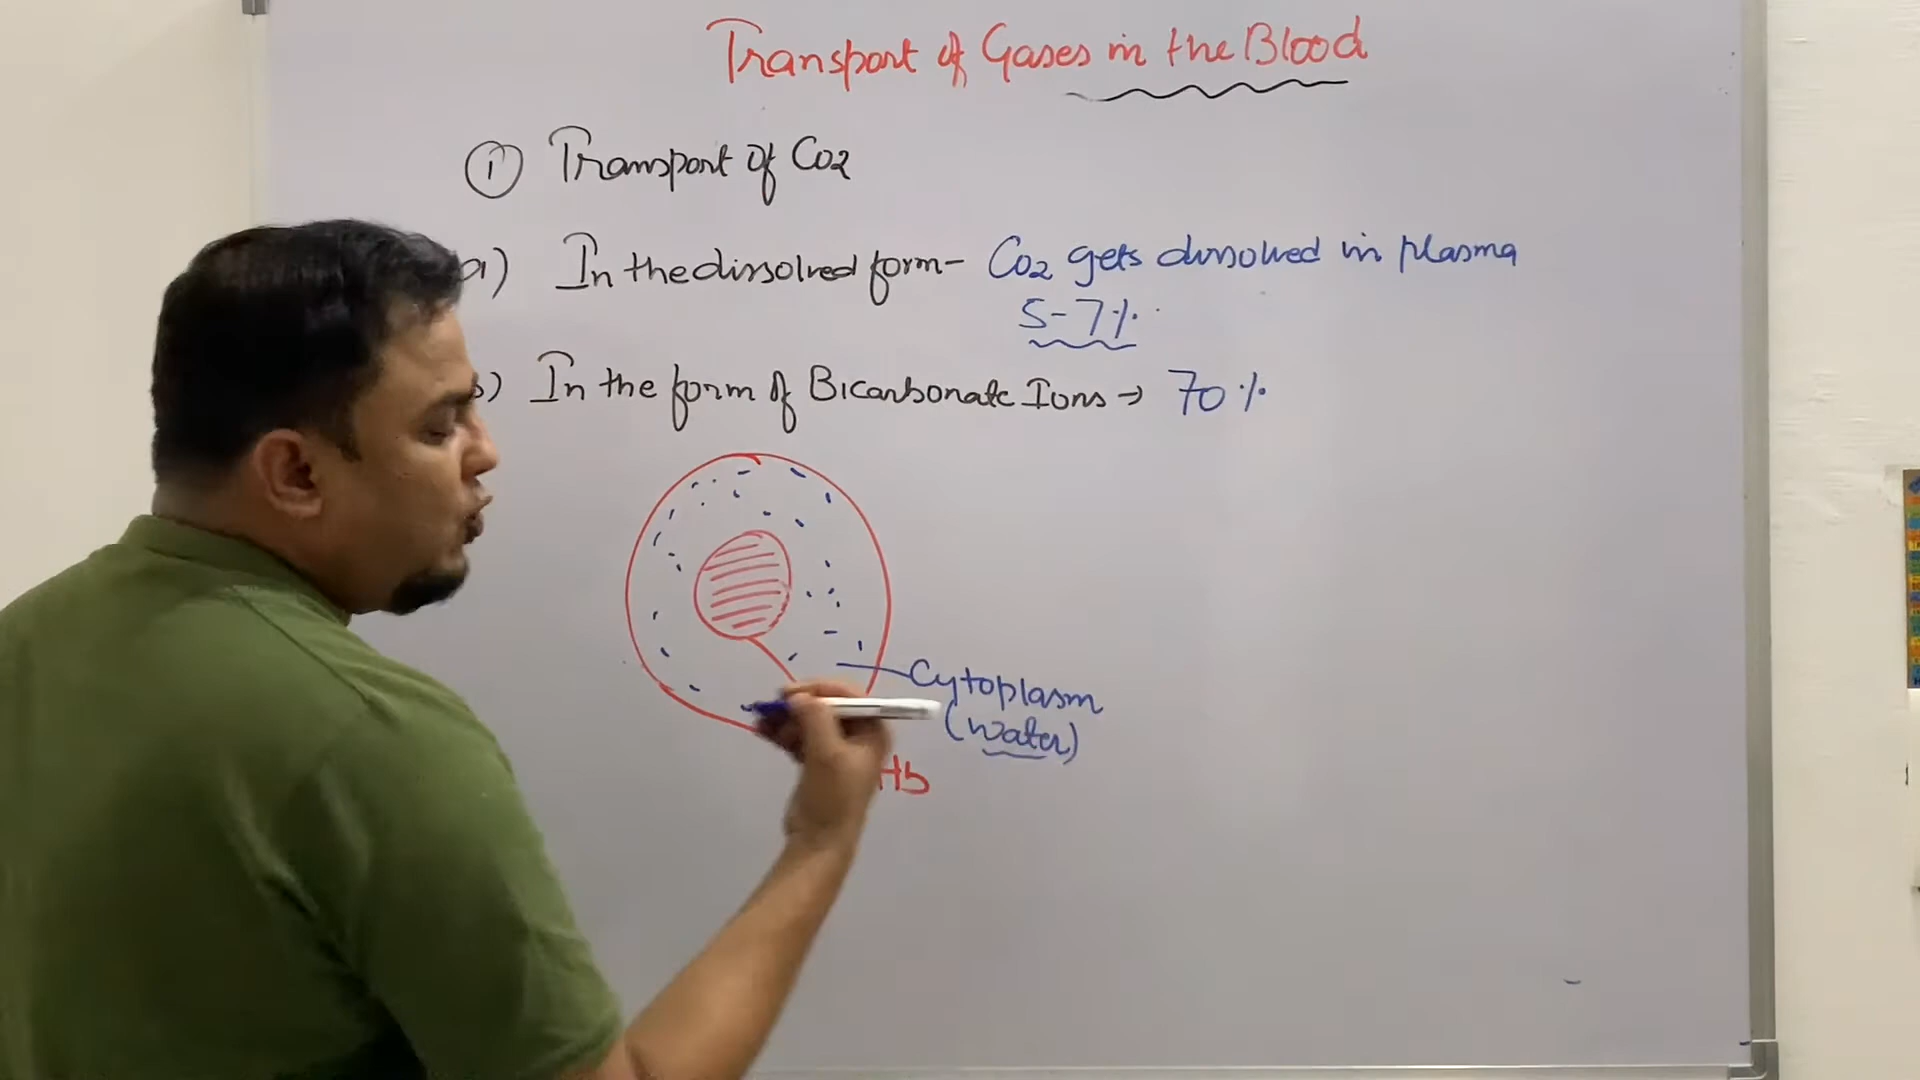 Transport of Gases in the Blood
① Transport of Co2
a) In the dissolved form- Co2 gets dissolved in plasma
5-7%
b) In the form of Bicarbonate Ions → 70%
Cytoplasm
(water)
Hb